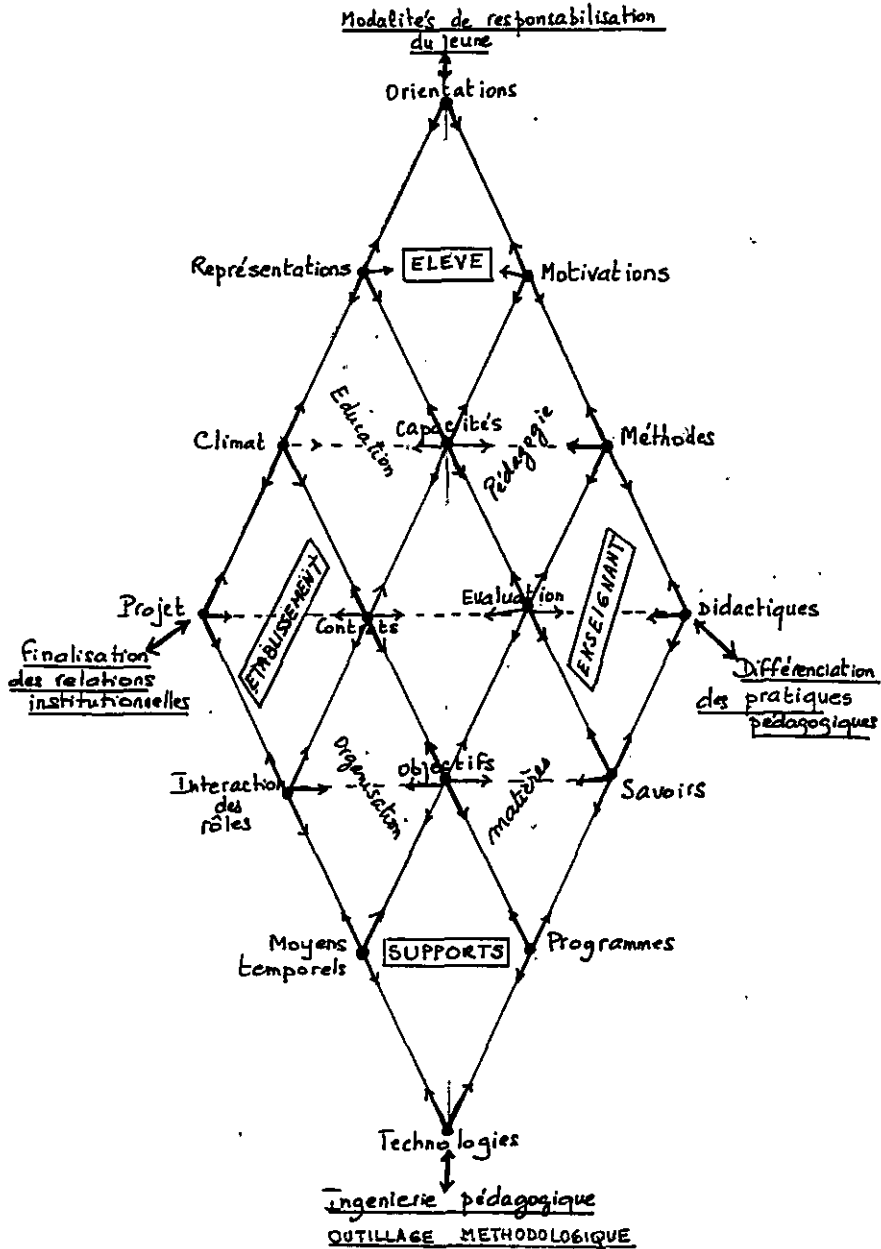 Modalités de responsabilisation
du jeune
Orientations
Représentations
ELEVE
Motivations
Education
Pédagogie
Climat
Capacités
Méthodes
ETABLISSEMENT
ENSEIGNANT
Projet
Contrats
Evaluation
Didactiques
Finalisation
des relations
institutionnelles
Différenciation
des pratiques
pédagogiques
Organisation
matières
Interaction
des
rôles
Objectifs
Savoirs
Moyens
temporels
SUPPORTS
Programmes
Technologies
Ingenierie pédagogique
OUTILLAGE METHODOLOGIQUE